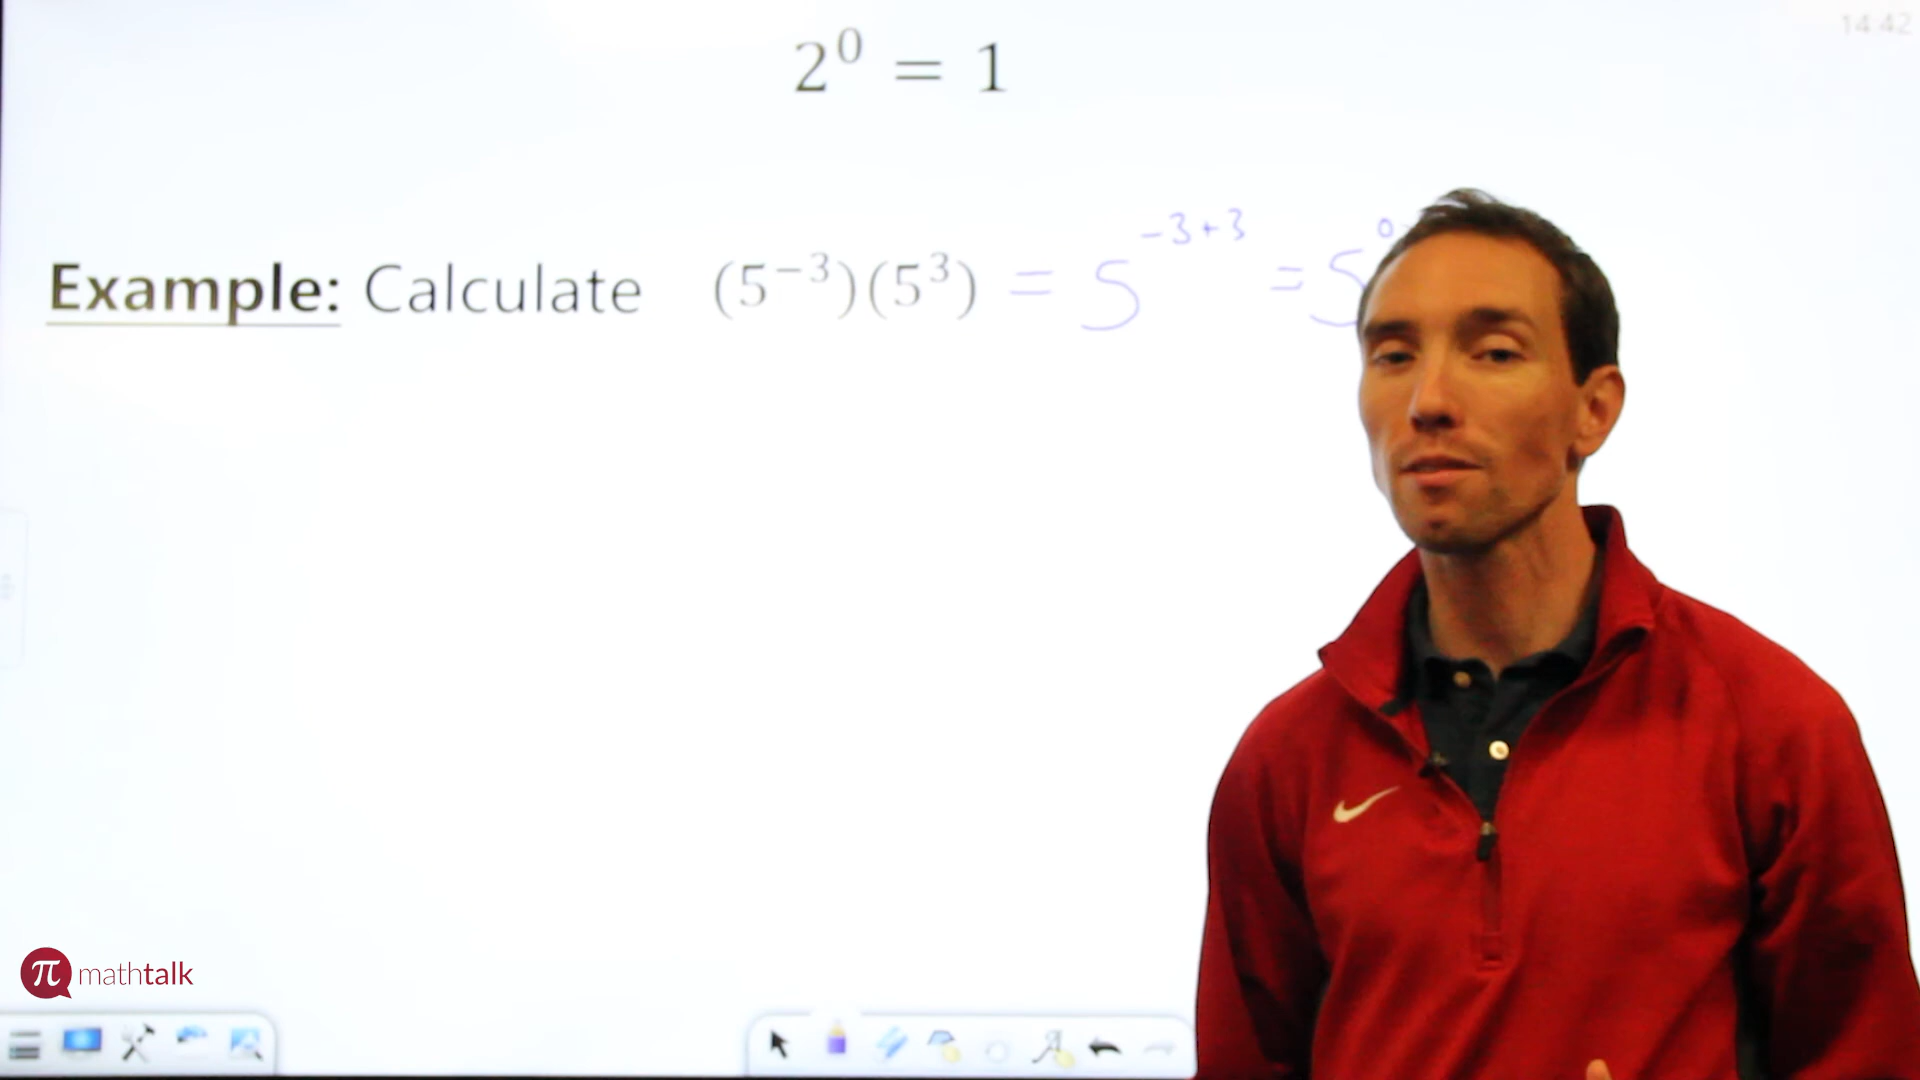 14:42
2⁰ = 1
Example: Calculate (5⁻³)(5³) = 5⁻³⁺³ = 5⁰
π mathtalk